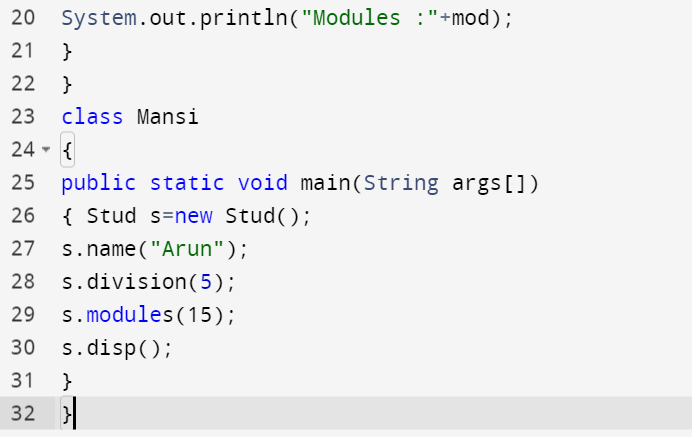 20 System.out.println("Modules :"+mod);
21 }
22 }
23 class Mansi
24 {
25 public static void main(String args[])
26 { Stud s=new Stud();
27 s.name("Arun");
28 s.division(5);
29 s.modules(15);
30 s.disp();
31 }
32 }